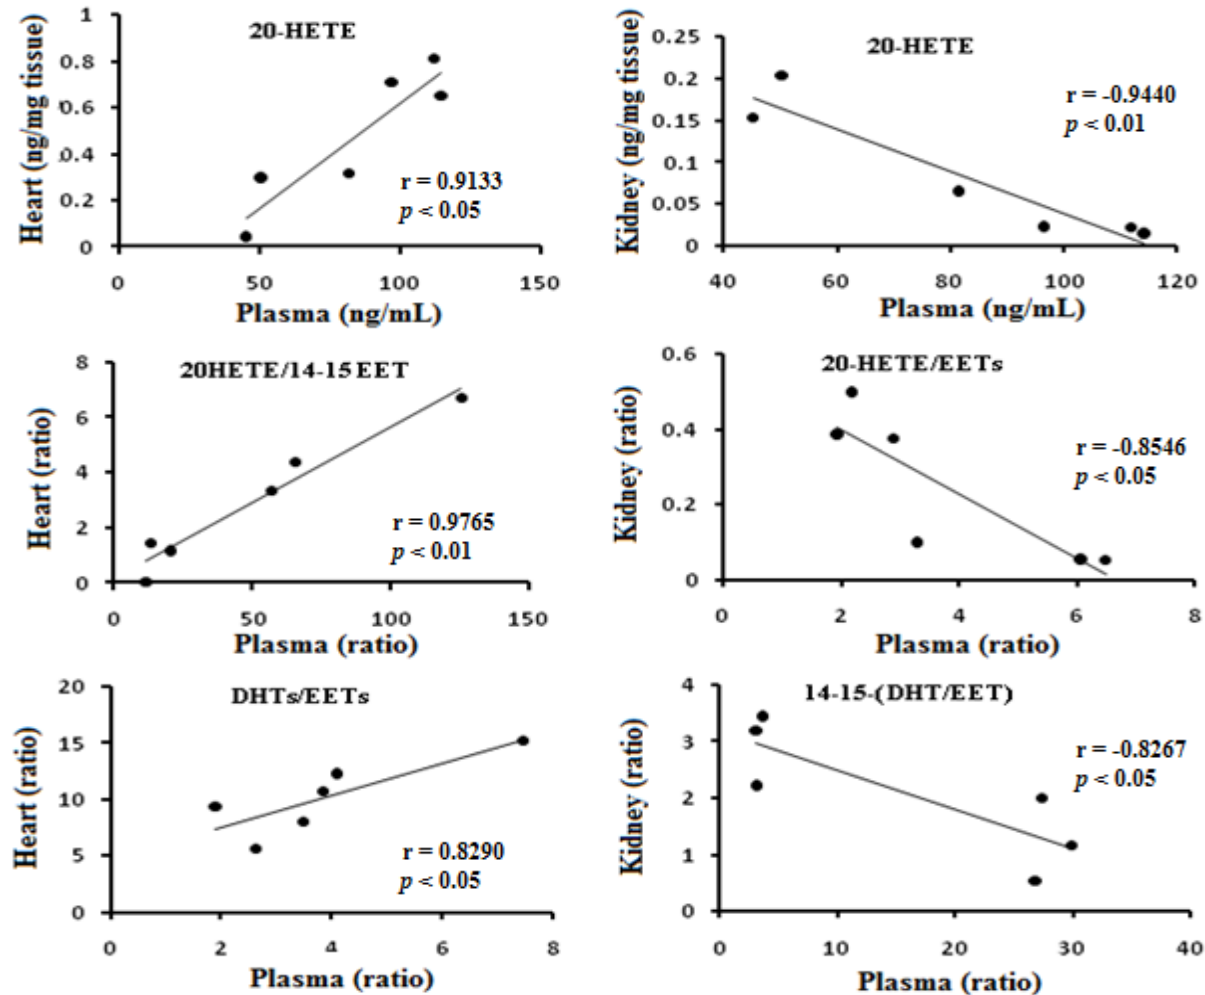 20-HETE
Heart (ng/mg tissue)
1
0.8
0.6
0.4
0.2
0
r = 0.9133
p < 0.05
0 50 100 150
Plasma (ng/mL)
20-HETE
Kidney (ng/mg tissue)
0.25
0.2
0.15
0.1
0.05
0
r = -0.9440
p < 0.01
40 60 80 100 120
Plasma (ng/mL)
20HETE/14-15 EET
Heart (ratio)
8
6
4
2
0
r = 0.9765
p < 0.01
0 50 100 150
Plasma (ratio)
20-HETE/EETs
Kidney (ratio)
0.6
0.4
0.2
0
r = -0.8546
p < 0.05
0 2 4 6 8
Plasma (ratio)
DHTs/EETs
Heart (ratio)
20
15
10
5
0
r = 0.8290
p < 0.05
0 2 4 6 8
Plasma (ratio)
14-15-(DHT/EET)
Kidney (ratio)
4
3
2
1
0
r = -0.8267
p < 0.05
0 10 20 30 40
Plasma (ratio)